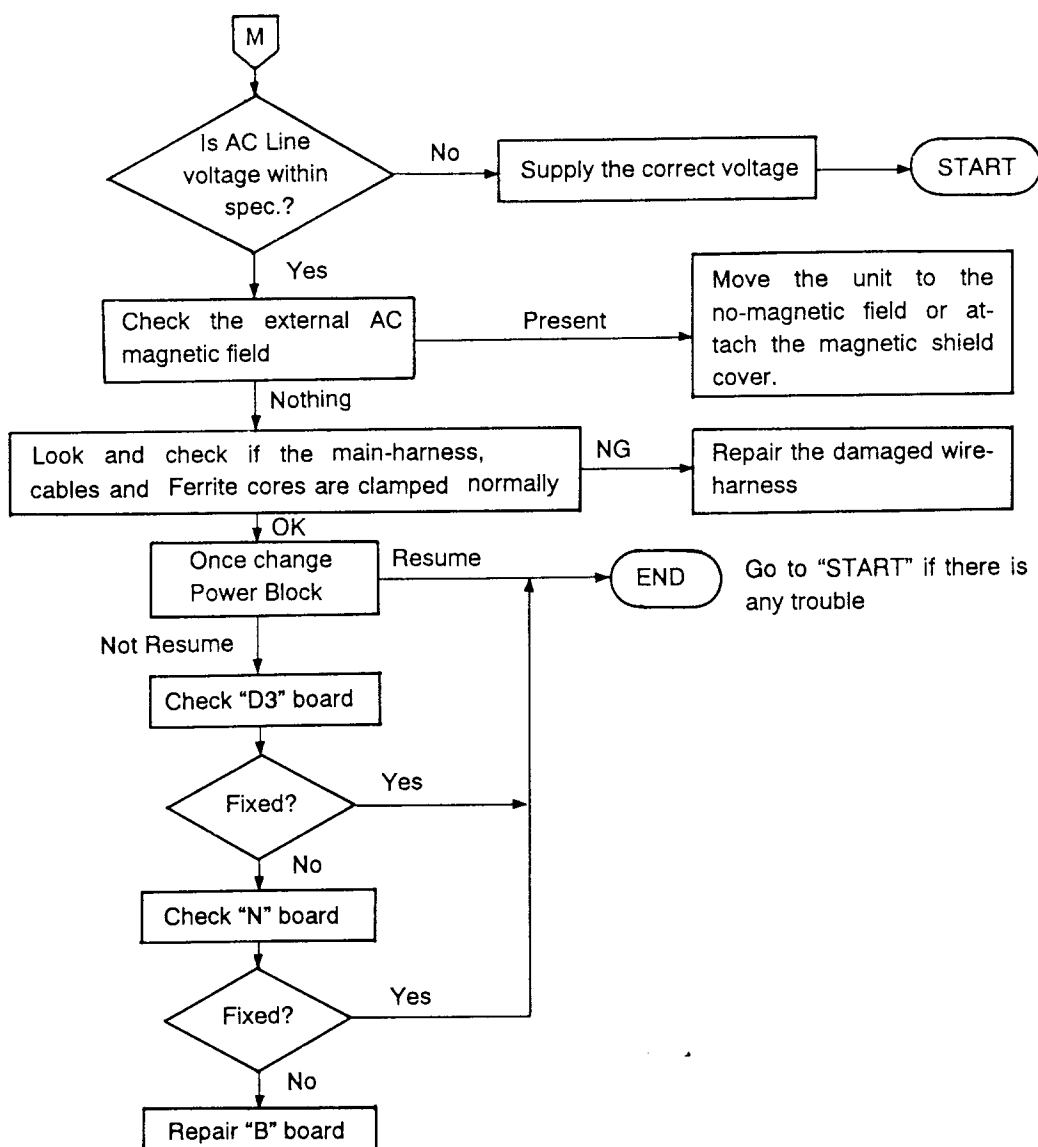 M
Is AC Line
voltage within
spec.?
No
Supply the correct voltage
START
Yes
Check the external AC
magnetic field
Present
Move the unit to the
no-magnetic field or at-
tach the magnetic shield
cover.
Nothing
Look and check if the main-harness,
cables and Ferrite cores are clamped normally
NG
Repair the damaged wire-
harness
OK
Once change
Power Block
Resume
END
Go to “START” if there is
any trouble
Not Resume
Check “D3” board
Fixed?
Yes
No
Check “N” board
Fixed?
Yes
No
Repair “B” board